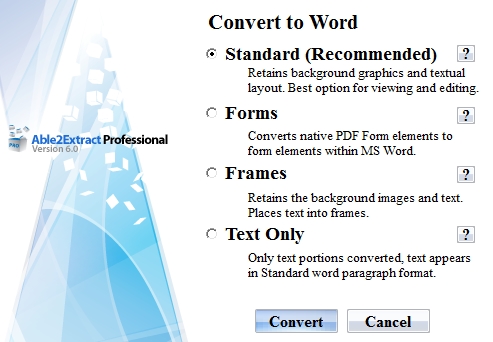 Convert to Word
Standard (Recommended)
?
Retains background graphics and textual
layout. Best option for viewing and editing.
Forms
?
Converts native PDF Form elements to
form elements within MS Word.
PRO
Able2Extract Professional
Version 6.0
Frames
?
Retains the background images and text.
Places text into frames.
Text Only
?
Only text portions converted, text appears
in Standard word paragraph format.
Convert
Cancel